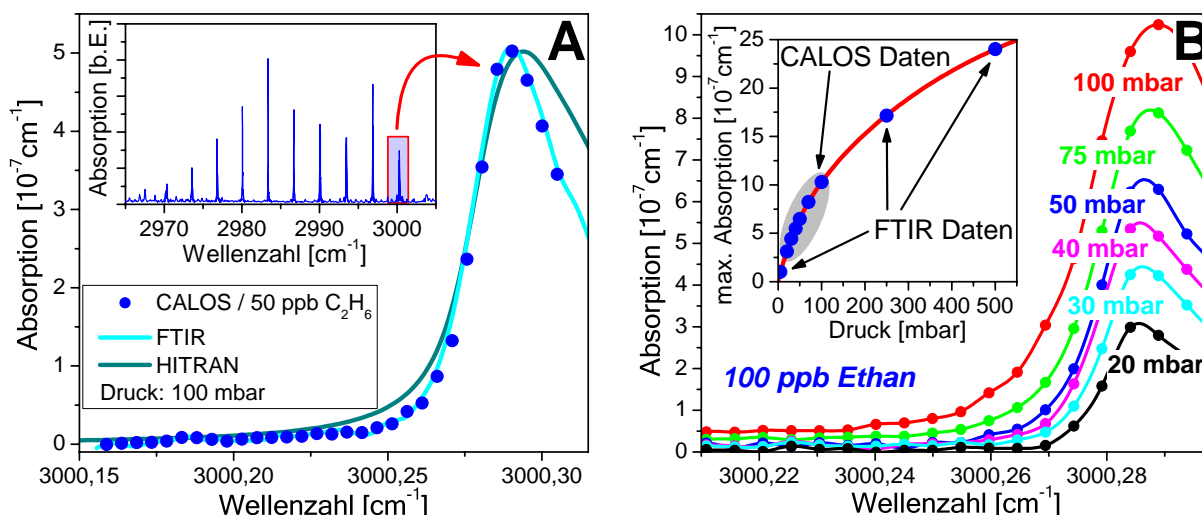 A
Absorption [10⁻⁷ cm⁻¹]
5
4
3
2
1
0
3000,15
3000,20
3000,25
3000,30
Wellenzahl [cm⁻¹]
Absorption [b.E.]
2970
2980
2990
3000
Wellenzahl [cm⁻¹]
CALOS / 50 ppb C₂H₆
FTIR
HITRAN
Druck: 100 mbar
B
Absorption [10⁻⁷cm⁻¹]
10
9
8
7
6
5
4
3
2
1
0
3000,22
3000,24
3000,26
3000,28
Wellenzahl [cm⁻¹]
max. Absorption [10⁻⁷cm⁻¹]
25
20
15
10
5
0
0
100
200
300
400
500
Druck [mbar]
CALOS Daten
FTIR Daten
100 mbar
75 mbar
50 mbar
40 mbar
30 mbar
20 mbar
100 ppb Ethan